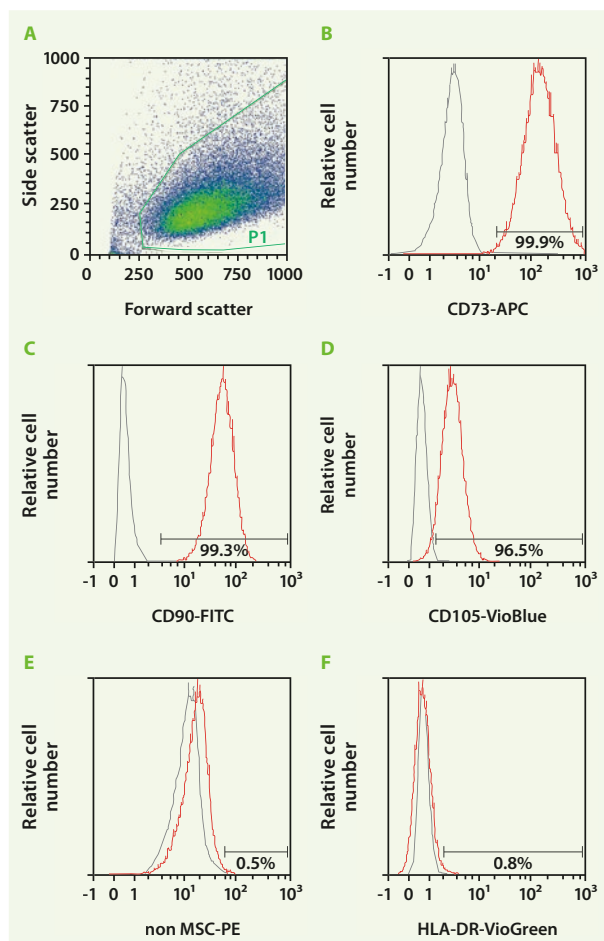 A
1000
750
500
250
0
Side scatter
P1
0 250 500 750 1000
Forward scatter
B
Relative cell
number
99.9%
-1 0 1 10¹ 10² 10³
CD73-APC
C
Relative cell
number
99.3%
-1 0 1 10¹ 10² 10³
CD90-FITC
D
Relative cell
number
96.5%
-1 0 1 10¹ 10² 10³
CD105-VioBlue
E
Relative cell
number
0.5%
-1 0 1 10¹ 10² 10³
non MSC-PE
F
Relative cell
number
0.8%
-1 0 1 10¹ 10² 10³
HLA-DR-VioGreen